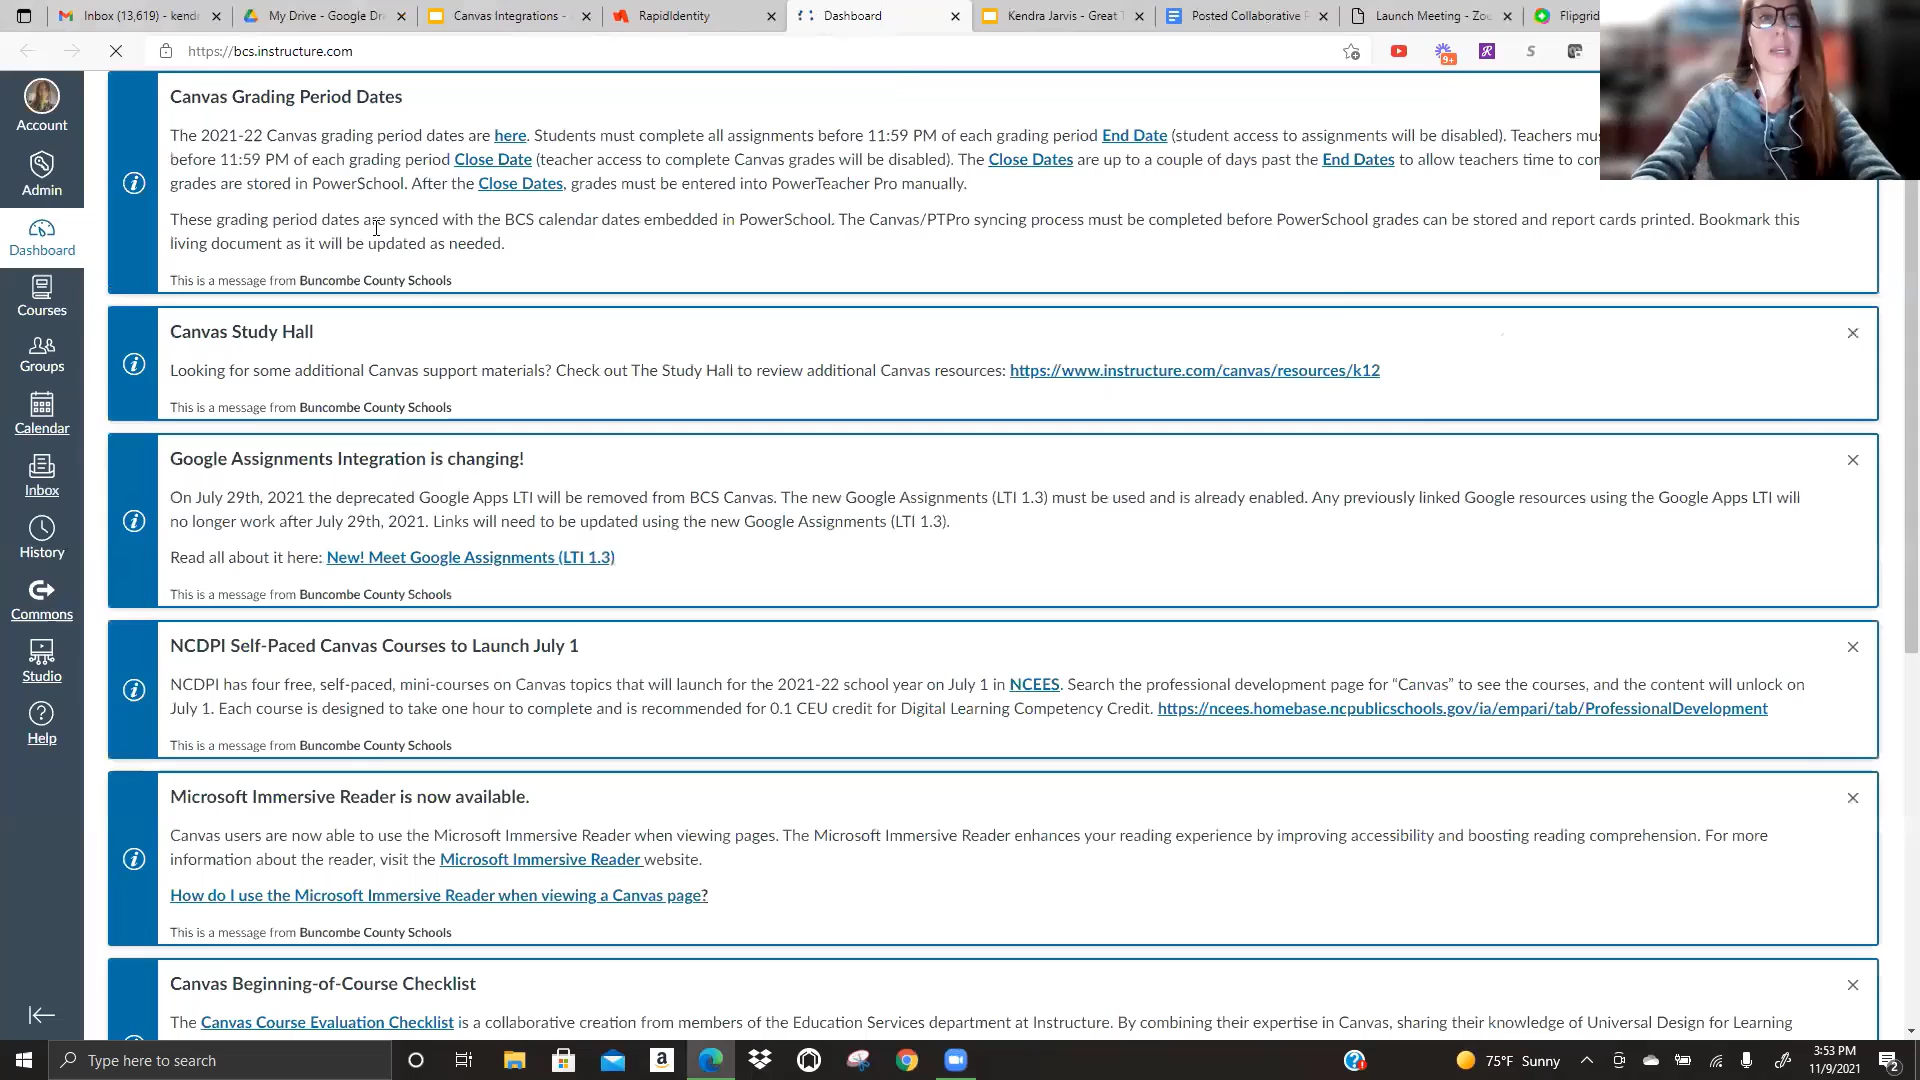 Inbox (13,619) - kendr
My Drive - Google Dri
Canvas Integrations -
RapidIdentity
Dashboard
Kendra Jarvis - Great T
Posted Collaborative
Launch Meeting - Zoo
Flipgrid
https://bcs.instructure.com
9+
Account
Admin
Dashboard
Courses
Groups
Calendar
Inbox
History
Commons
Studio
Help
Canvas Grading Period Dates
The 2021-22 Canvas grading period dates are here. Students must complete all assignments before 11:59 PM of each grading period End Date (student access to assignments will be disabled). Teachers mu
before 11:59 PM of each grading period Close Date (teacher access to complete Canvas grades will be disabled). The Close Dates are up to a couple of days past the End Dates to allow teachers time to co
grades are stored in PowerSchool. After the Close Dates, grades must be entered into PowerTeacher Pro manually.
These grading period dates are synced with the BCS calendar dates embedded in PowerSchool. The Canvas/PTPro syncing process must be completed before PowerSchool grades can be stored and report cards printed. Bookmark this
living document as it will be updated as needed.
This is a message from Buncombe County Schools
Canvas Study Hall
Looking for some additional Canvas support materials? Check out The Study Hall to review additional Canvas resources: https://www.instructure.com/canvas/resources/k12
This is a message from Buncombe County Schools
Google Assignments Integration is changing!
On July 29th, 2021 the deprecated Google Apps LTI will be removed from BCS Canvas. The new Google Assignments (LTI 1.3) must be used and is already enabled. Any previously linked Google resources using the Google Apps LTI will
no longer work after July 29th, 2021. Links will need to be updated using the new Google Assignments (LTI 1.3).
Read all about it here: New! Meet Google Assignments (LTI 1.3)
This is a message from Buncombe County Schools
NCDPI Self-Paced Canvas Courses to Launch July 1
NCDPI has four free, self-paced, mini-courses on Canvas topics that will launch for the 2021-22 school year on July 1 in NCEES. Search the professional development page for “Canvas” to see the courses, and the content will unlock on
July 1. Each course is designed to take one hour to complete and is recommended for 0.1 CEU credit for Digital Learning Competency Credit. https://ncees.homebase.ncpublicschools.gov/ia/empari/tab/ProfessionalDevelopment
This is a message from Buncombe County Schools
Microsoft Immersive Reader is now available.
Canvas users are now able to use the Microsoft Immersive Reader when viewing pages. The Microsoft Immersive Reader enhances your reading experience by improving accessibility and boosting reading comprehension. For more
information about the reader, visit the Microsoft Immersive Reader website.
How do I use the Microsoft Immersive Reader when viewing a Canvas page?
This is a message from Buncombe County Schools
Canvas Beginning-of-Course Checklist
The Canvas Course Evaluation Checklist is a collaborative creation from members of the Education Services department at Instructure. By combining their expertise in Canvas, sharing their knowledge of Universal Design for Learning
Type here to search
75°F Sunny
3:53 PM
11/9/2021
2